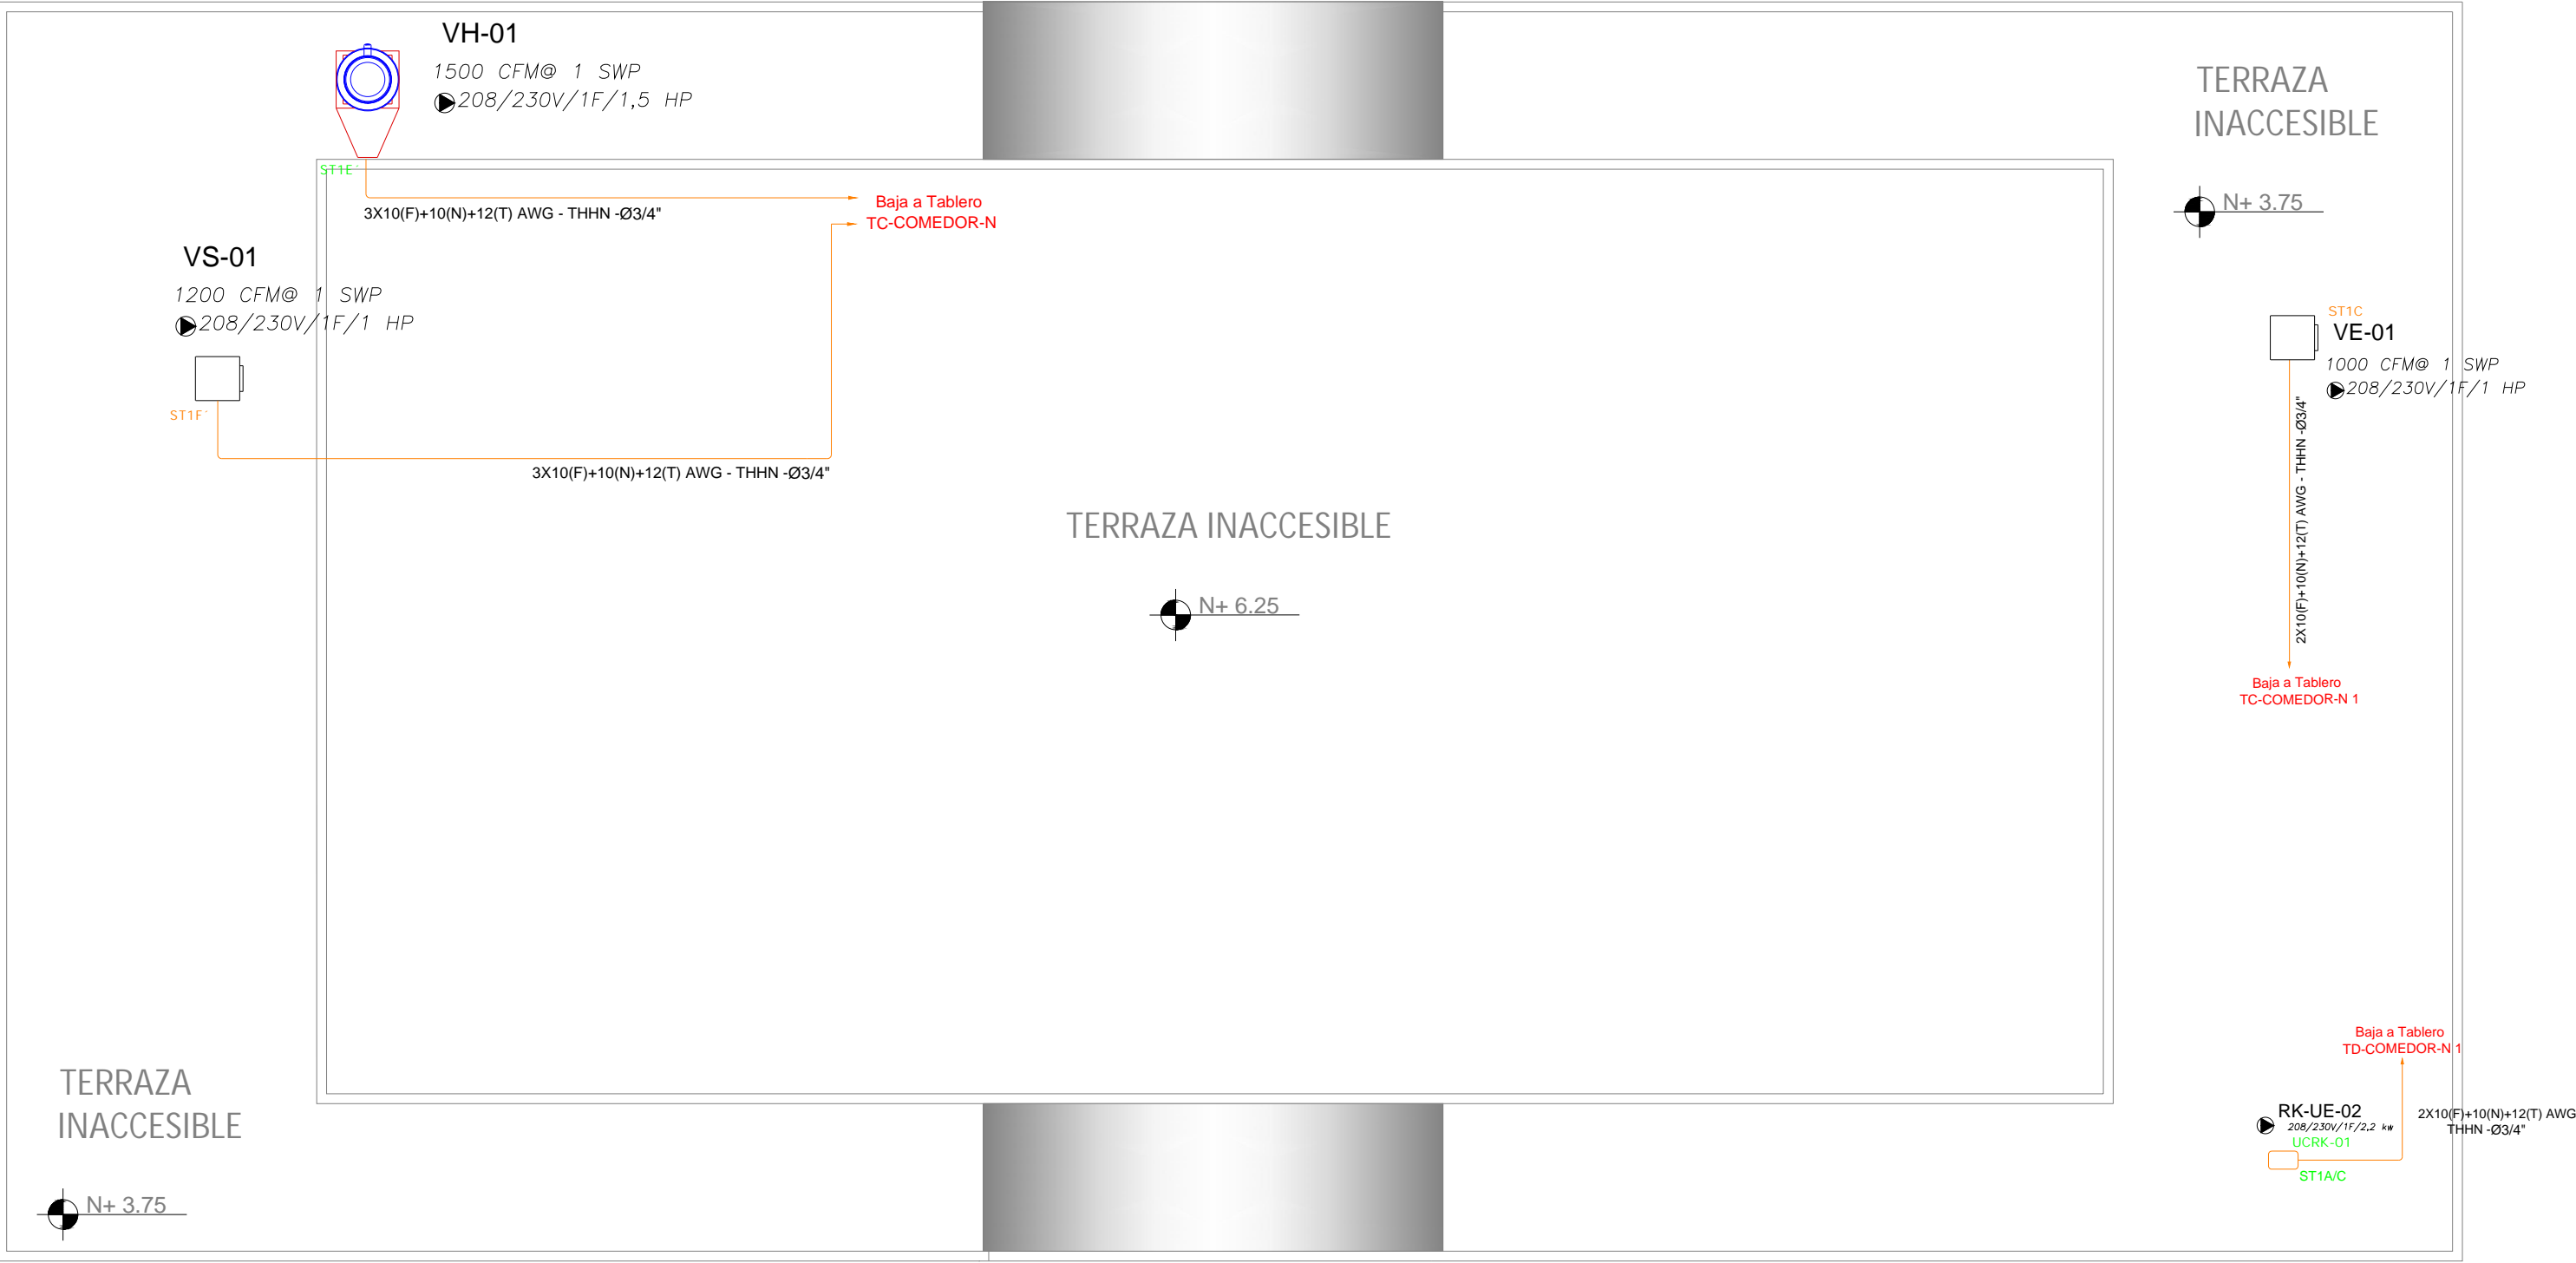 VH-01
1500 CFM@ 1 SWP
208/230V/1F/1,5 HP
ST1E
3X10(F)+10(N)+12(T) AWG - THHN -Ø3/4"
Baja a Tablero
TC-COMEDOR-N
VS-01
1200 CFM@ 1 SWP
208/230V/1F/1 HP
ST1F
3X10(F)+10(N)+12(T) AWG - THHN -Ø3/4"
TERRAZA
INACCESIBLE
N+ 3.75
ST1C
VE-01
1000 CFM@ 1 SWP
208/230V/1F/1 HP
2X10(F)+10(N)+12(T) AWG - THHN -Ø3/4"
Baja a Tablero
TC-COMEDOR-N 1
TERRAZA INACCESIBLE
N+ 6.25
TERRAZA
INACCESIBLE
N+ 3.75
Baja a Tablero
TD-COMEDOR-N 1
RK-UE-02
208/230V/1F/2,2 kw
UCRK-01
ST1A/C
2X10(F)+10(N)+12(T) AWG
THHN -Ø3/4"